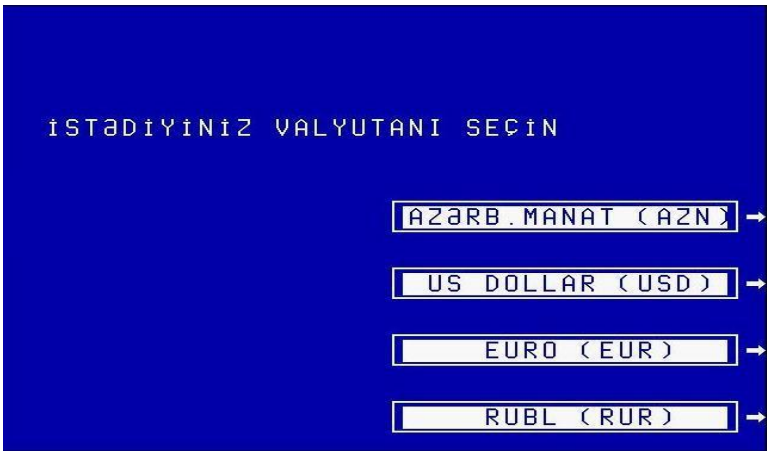 İSTƏDİYİNİZ VALYUTANI SEÇİN
AZƏRB.MANAT (AZN)
US DOLLAR (USD)
EURO (EUR)
RUBL (RUR)